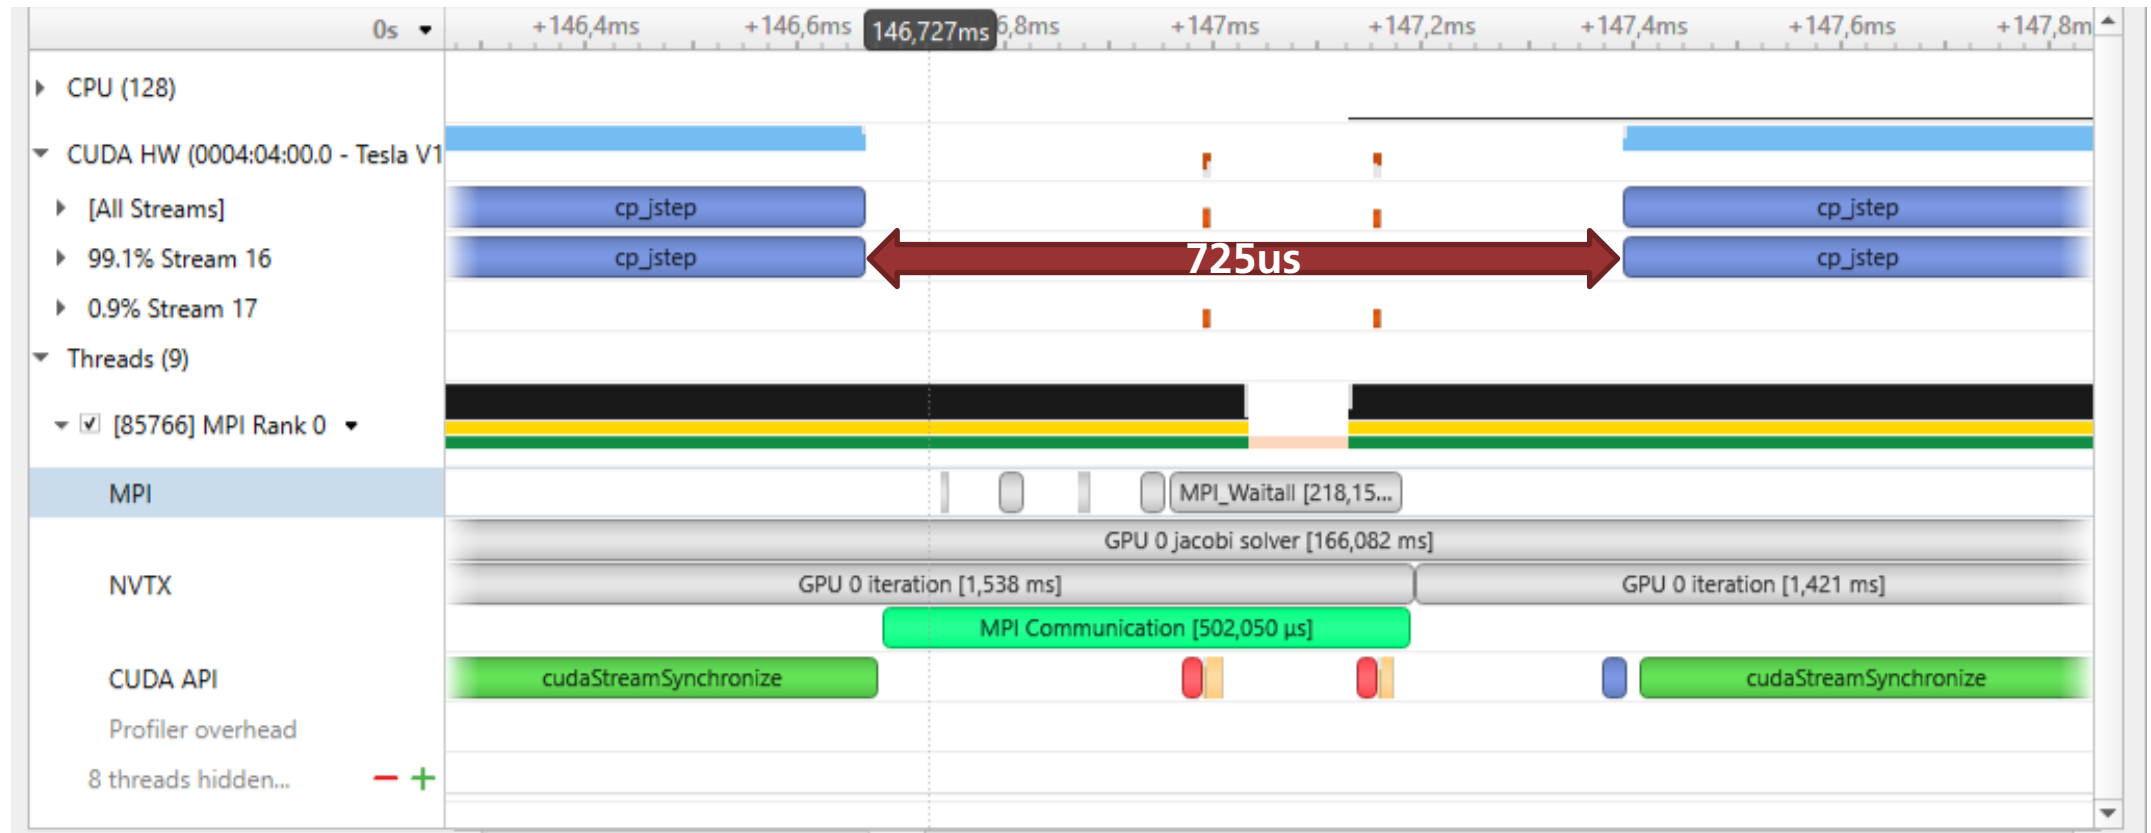 0s +146,4ms +146,6ms 146,727ms 6,8ms +147ms +147,2ms +147,4ms +147,6ms +147,8m
CPU (128)
CUDA HW (0004:04:00.0 - Tesla V1
[All Streams] cp_jstep cp_jstep
99.1% Stream 16 cp_jstep 725us cp_jstep
0.9% Stream 17
Threads (9)
[85766] MPI Rank 0
MPI MPI_Waitall [218,15...
GPU 0 jacobi solver [166,082 ms]
NVTX GPU 0 iteration [1,538 ms] GPU 0 iteration [1,421 ms]
MPI Communication [502,050 μs]
CUDA API cudaStreamSynchronize cudaStreamSynchronize
Profiler overhead
8 threads hidden...